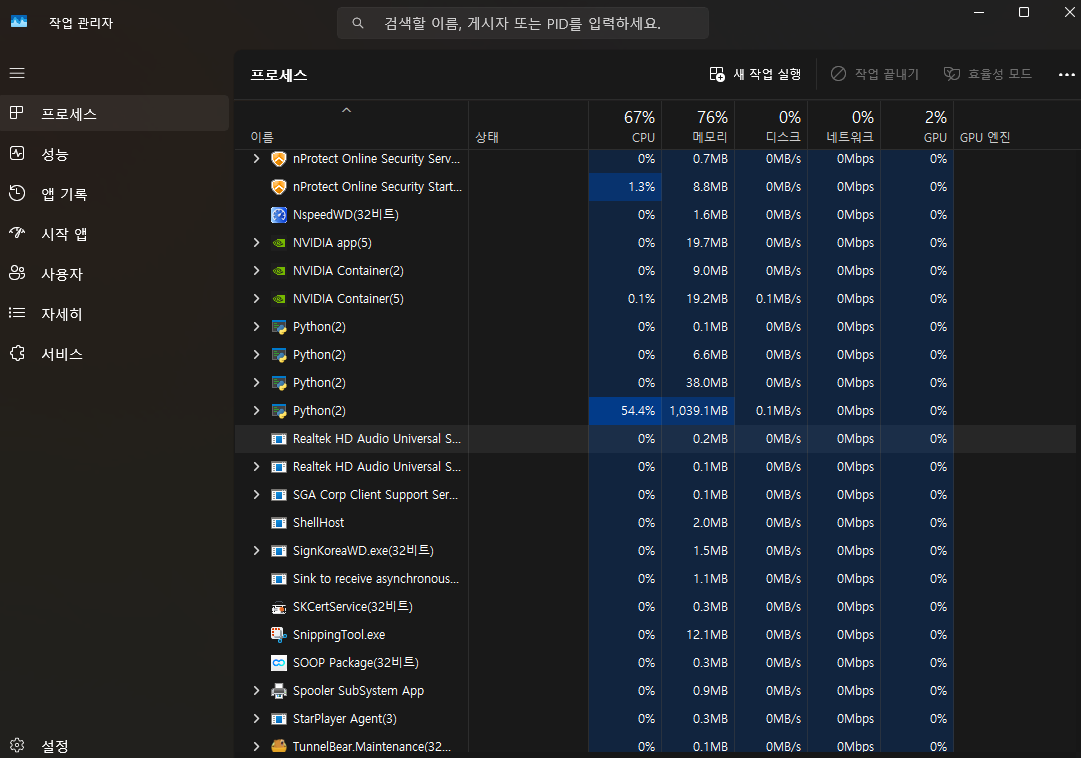 작업 관리자
검색할 이름, 게시자 또는 PID를 입력하세요.
프로세스
성능
앱 기록
시작 앱
사용자
자세히
서비스
설정
프로세스
새 작업 실행
작업 끝내기
효율성 모드
이름 상태 67% CPU 76% 메모리 0% 디스크 0% 네트워크 2% GPU GPU 엔진
nProtect Online Security Serv... 0% 0.7MB 0MB/s 0Mbps 0%
nProtect Online Security Start... 1.3% 8.8MB 0MB/s 0Mbps 0%
NspeedWD(32비트) 0% 1.6MB 0MB/s 0Mbps 0%
NVIDIA app(5) 0% 19.7MB 0MB/s 0Mbps 0%
NVIDIA Container(2) 0% 9.0MB 0MB/s 0Mbps 0%
NVIDIA Container(5) 0.1% 19.2MB 0.1MB/s 0Mbps 0%
Python(2) 0% 0.1MB 0MB/s 0Mbps 0%
Python(2) 0% 6.6MB 0MB/s 0Mbps 0%
Python(2) 0% 38.0MB 0MB/s 0Mbps 0%
Python(2) 54.4% 1,039.1MB 0.1MB/s 0Mbps 0%
Realtek HD Audio Universal S... 0% 0.2MB 0MB/s 0Mbps 0%
Realtek HD Audio Universal S... 0% 0.1MB 0MB/s 0Mbps 0%
SGA Corp Client Support Ser... 0% 0.1MB 0MB/s 0Mbps 0%
ShellHost 0% 2.0MB 0MB/s 0Mbps 0%
SignKoreaWD.exe(32비트) 0% 1.5MB 0MB/s 0Mbps 0%
Sink to receive asynchronous... 0% 1.1MB 0MB/s 0Mbps 0%
SKCertService(32비트) 0% 0.3MB 0MB/s 0Mbps 0%
SnippingTool.exe 0% 12.1MB 0MB/s 0Mbps 0%
SOOP Package(32비트) 0% 0.3MB 0MB/s 0Mbps 0%
Spooler SubSystem App 0% 0.9MB 0MB/s 0Mbps 0%
StarPlayer Agent(3) 0% 0.3MB 0MB/s 0Mbps 0%
TunnelBear.Maintenance(32... 0% 0.1MB 0MB/s 0Mbps 0%